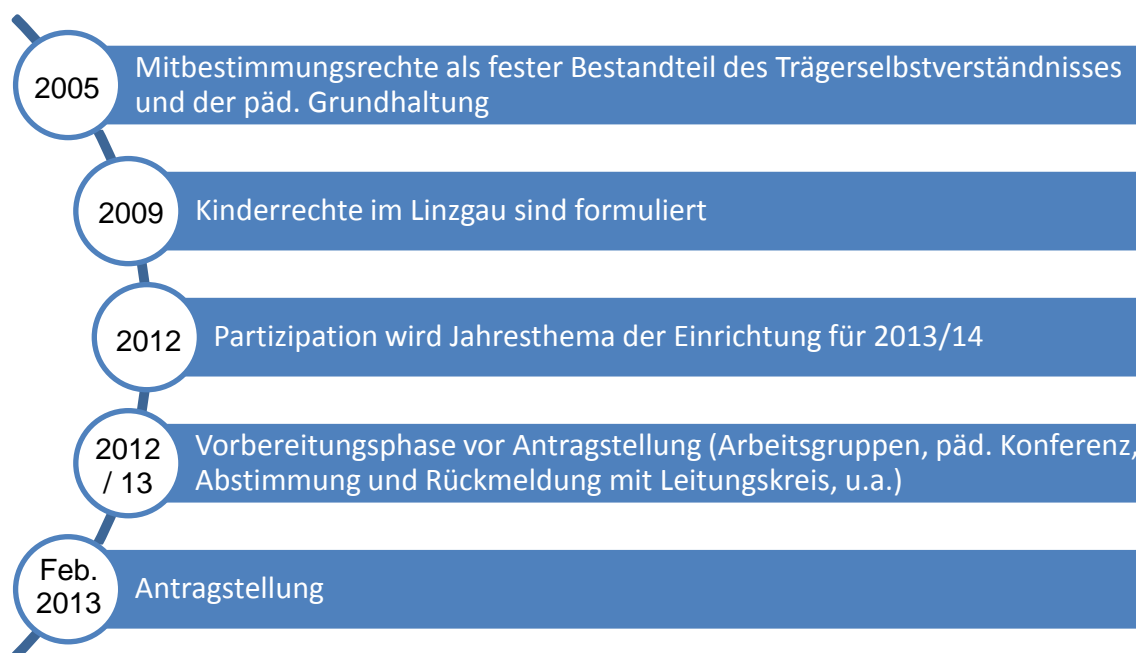 2005
Mitbestimmungsrechte als fester Bestandteil des Trägerselbstverständnisses
und der päd. Grundhaltung
2009
Kinderrechte im Linzgau sind formuliert
2012
Partizipation wird Jahresthema der Einrichtung für 2013/14
2012
/ 13
Vorbereitungsphase vor Antragstellung (Arbeitsgruppen, päd. Konferenz,
Abstimmung und Rückmeldung mit Leitungskreis, u.a.)
Feb.
2013
Antragstellung